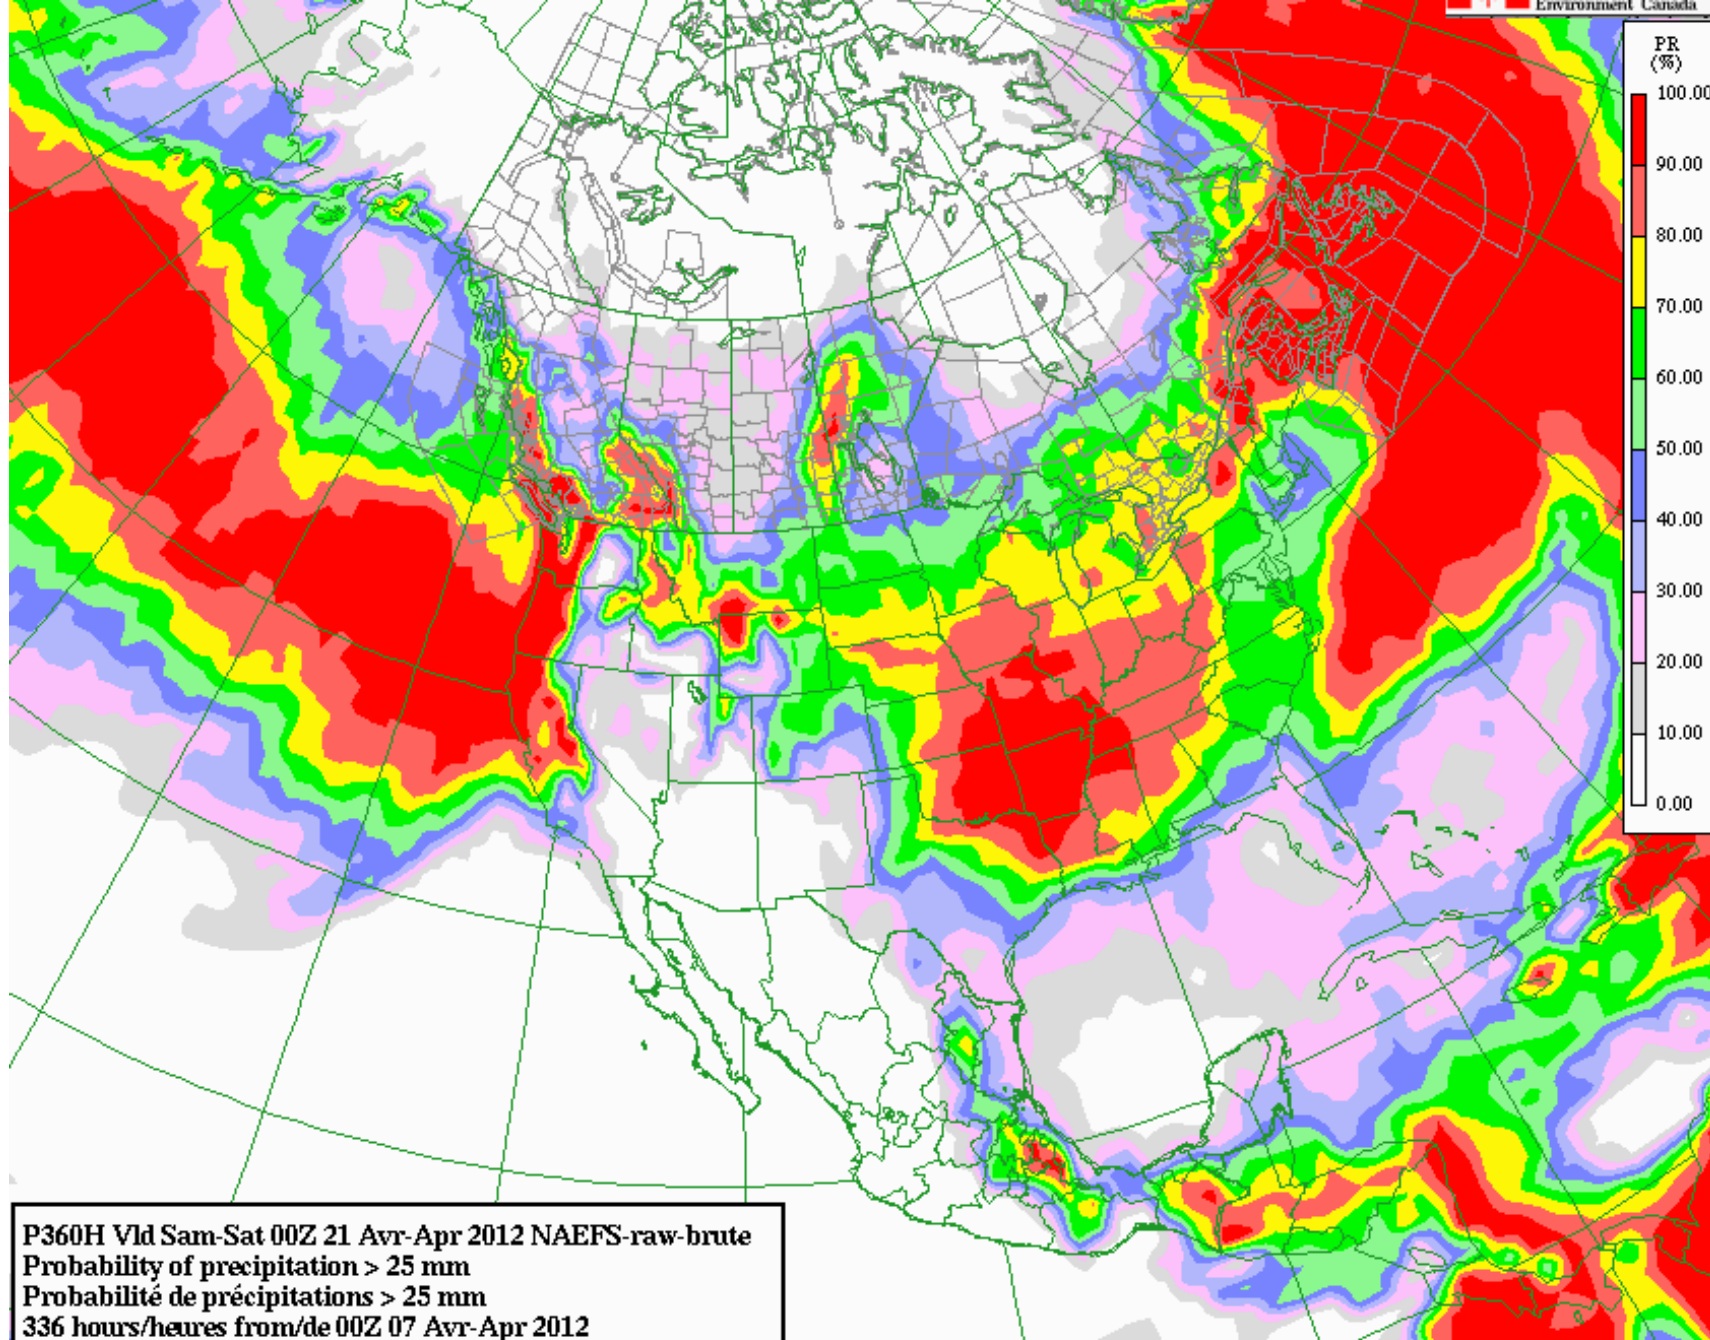 Environment Canada
PR
(%)
100.00
90.00
80.00
70.00
60.00
50.00
40.00
30.00
20.00
10.00
0.00
P360H Vld Sam-Sat 00Z 21 Avr-Apr 2012 NAEFS-raw-brute
Probability of precipitation > 25 mm
Probabilité de précipitations > 25 mm
336 hours/heures from/de 00Z 07 Avr-Apr 2012